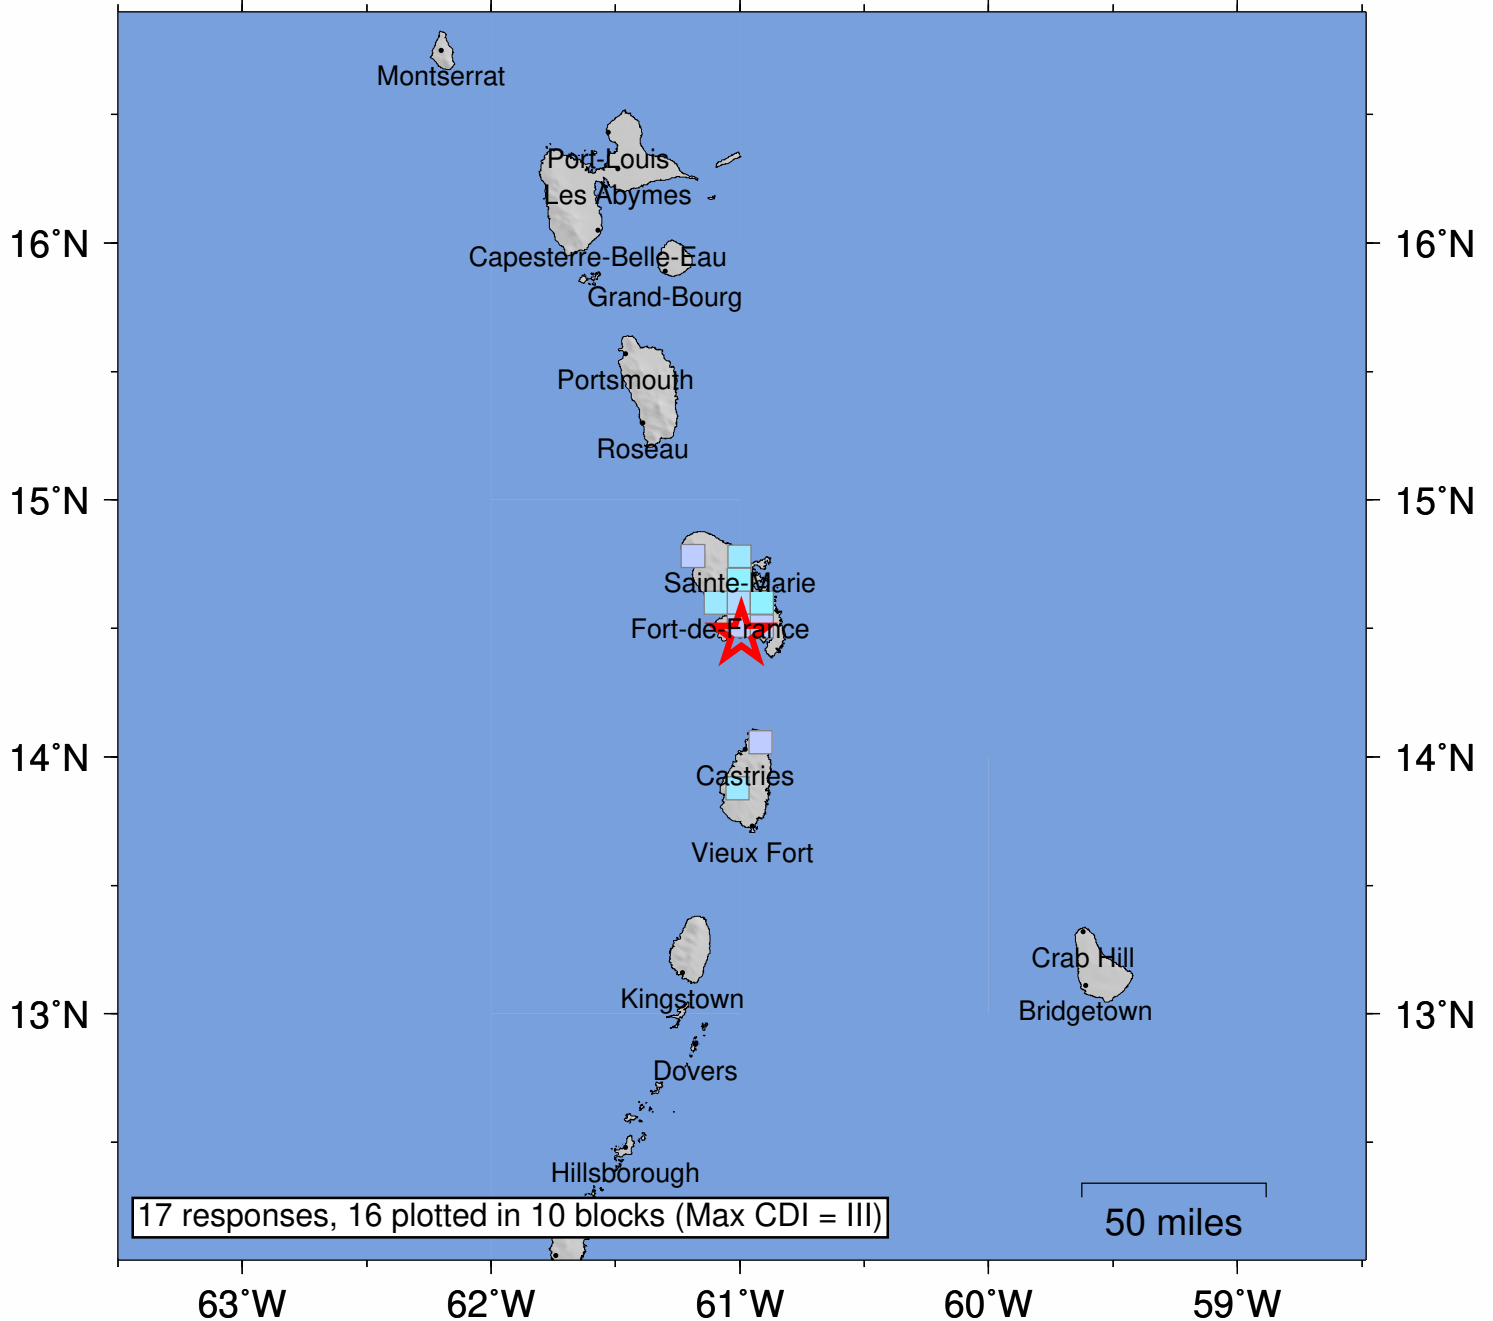 Montserrat
Port-Louis
Les Abymes
16°N
16°N
Capesterre-Belle-Eau
Grand-Bourg
Portsmouth
Roseau
15°N
15°N
Sainte-Marie
Fort-de-France
14°N
14°N
Castries
Vieux Fort
Crab Hill
Kingstown
13°N
13°N
Bridgetown
Dovers
Hillsborough
17 responses, 16 plotted in 10 blocks (Max CDI = III)
50 miles
63°W
62°W
61°W
60°W
59°W